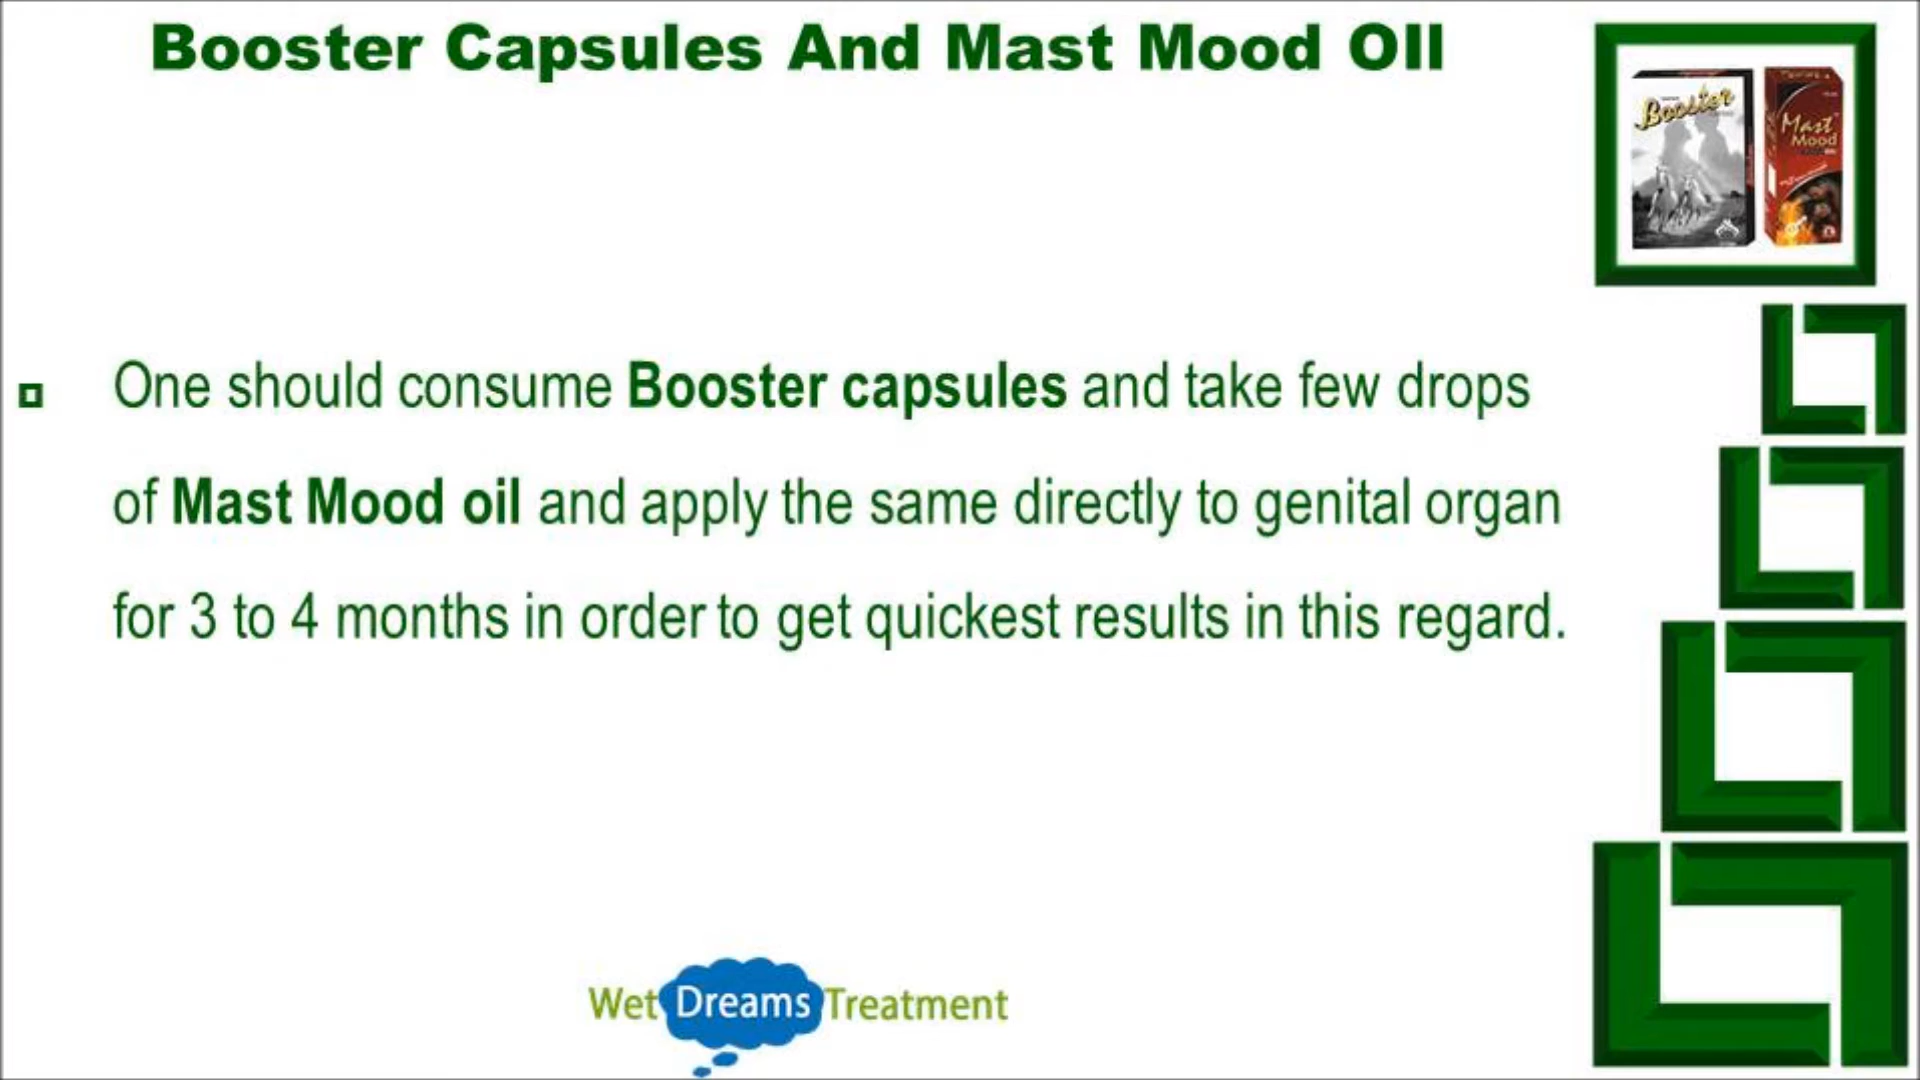 Booster Capsules And Mast Mood OIl
Booster
Mast
Mood
One should consume Booster capsules and take few drops
of Mast Mood oil and apply the same directly to genital organ
for 3 to 4 months in order to get quickest results in this regard.
Wet Dreams Treatment